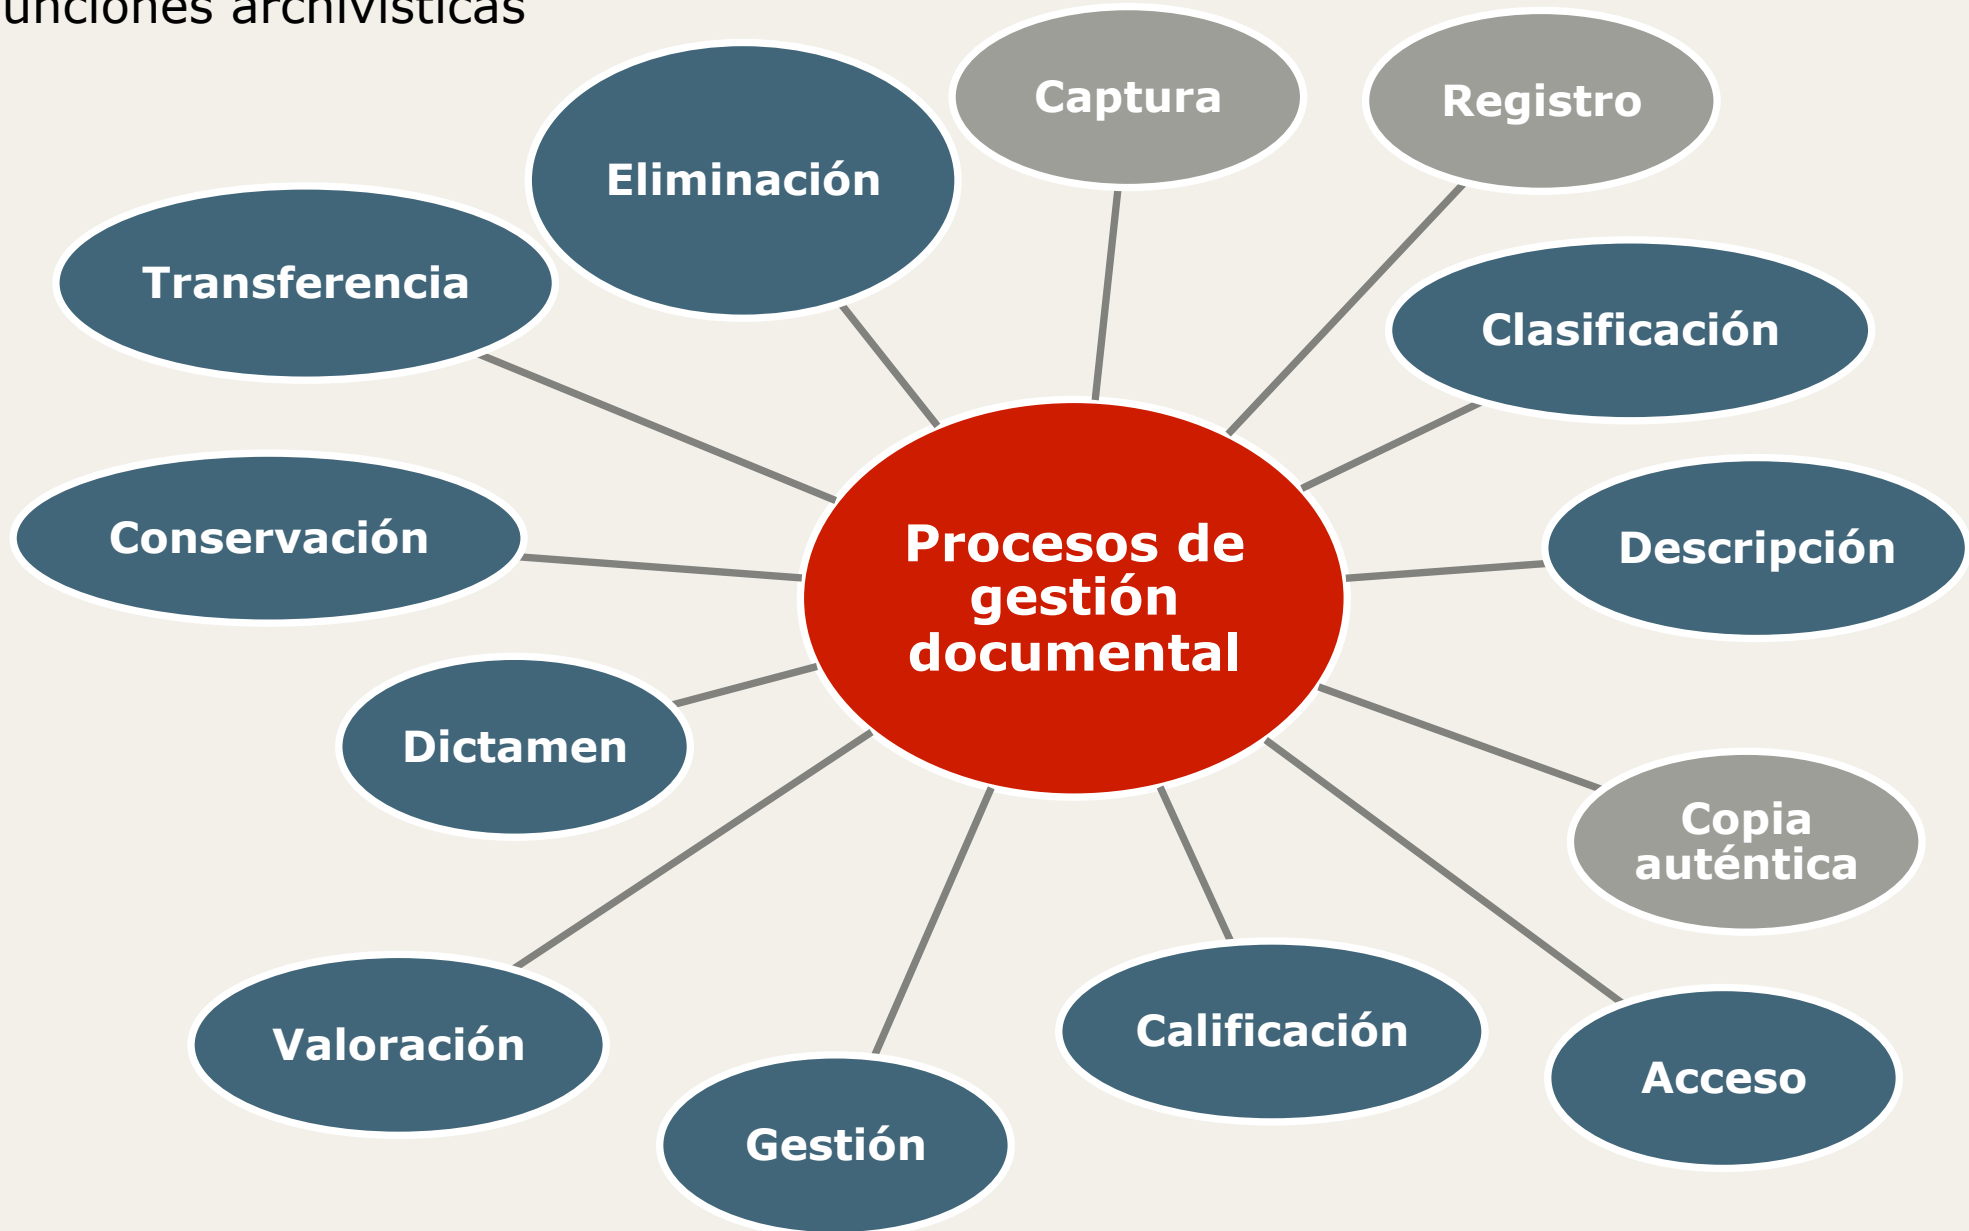 unciones archivísticas
Captura
Registro
Eliminación
Transferencia
Clasificación
Conservación
Procesos de
gestión
documental
Descripción
Dictamen
Copia
auténtica
Valoración
Calificación
Acceso
Gestión